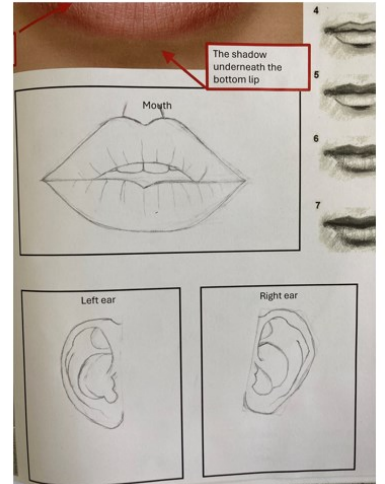 4
The shadow
underneath the
bottom lip
5
Mouth
6
7
Left ear
Right ear